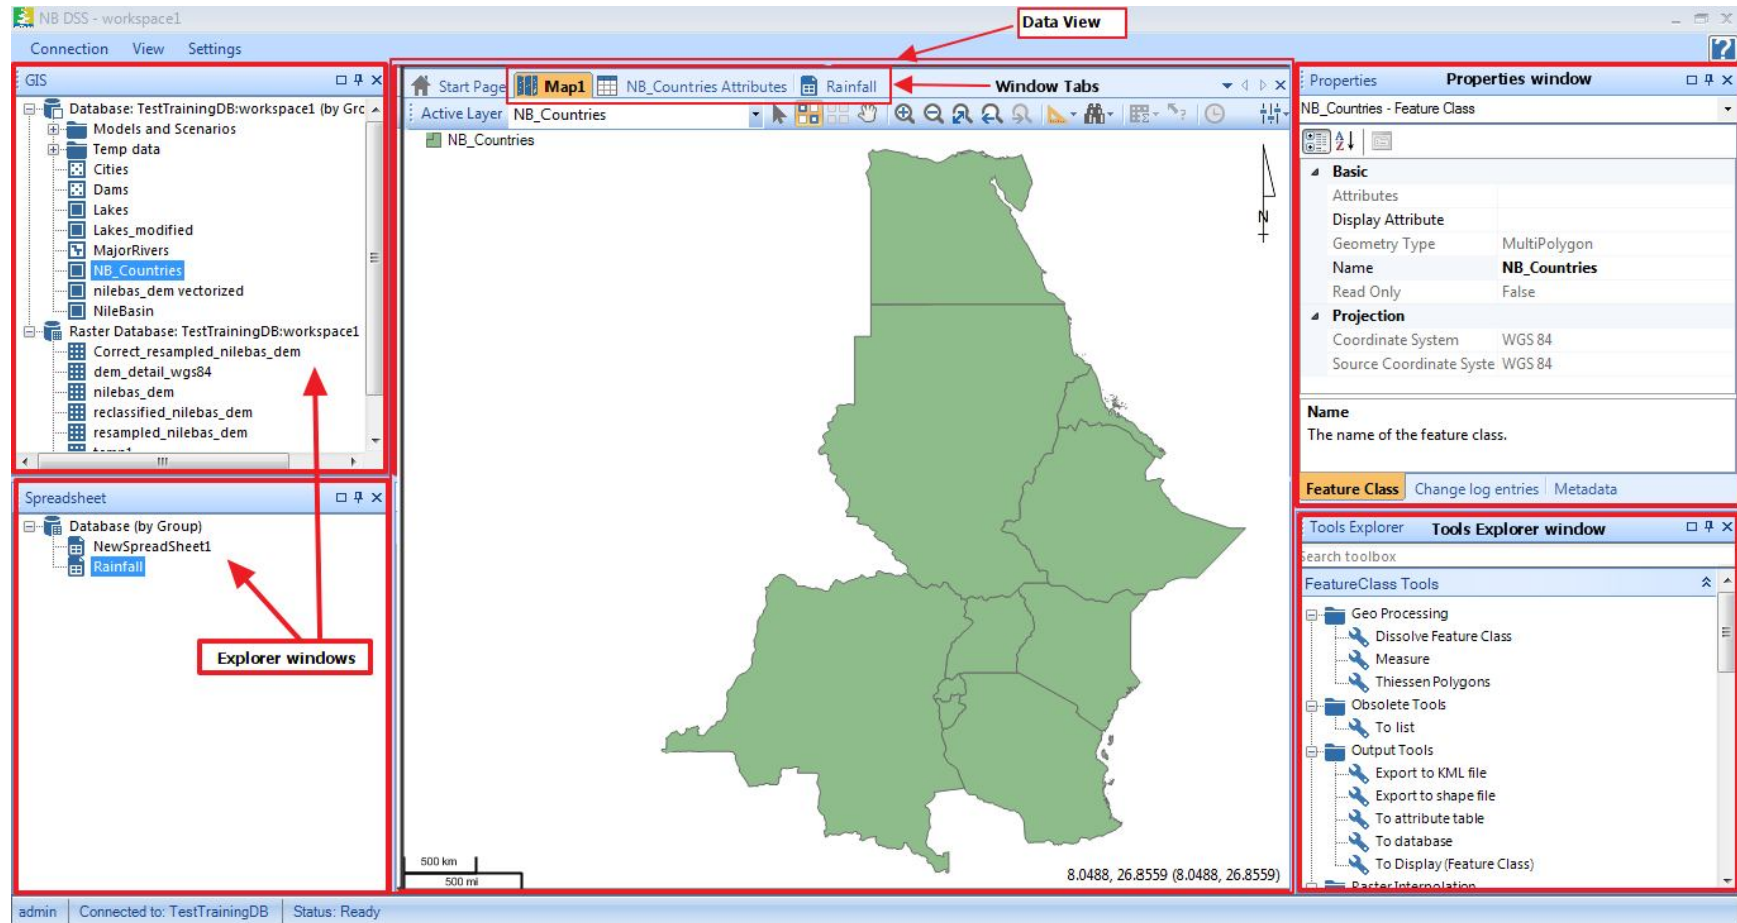 NB DSS - workspace1
Data View
Connection View Settings
GIS
Database: TestTrainingDB:workspace1 (by Grc
Models and Scenarios
Temp data
Cities
Dams
Lakes
Lakes_modified
MajorRivers
NB_Countries
nilebas_dem vectorized
NileBasin
Raster Database: TestTrainingDB:workspace1
Correct_resampled_nilebas_dem
dem_detail_wgs84
nilebas_dem
reclassified_nilebas_dem
resampled_nilebas_dem
temp1
Spreadsheet
Database (by Group)
NewSpreadSheet1
Rainfall
Explorer windows
Start Page Map1 NB_Countries Attributes Rainfall Window Tabs
Active Layer NB_Countries
NB_Countries
N
500 km
500 mi
8.0488, 26.8559 (8.0488, 26.8559)
Properties Properties window
NB_Countries - Feature Class
Basic
Attributes
Display Attribute
Geometry Type MultiPolygon
Name NB_Countries
Read Only False
Projection
Coordinate System WGS 84
Source Coordinate Syste WGS 84
Name
The name of the feature class.
Feature Class Change log entries Metadata
Tools Explorer Tools Explorer window
Search toolbox
FeatureClass Tools
Geo Processing
Dissolve Feature Class
Measure
Thiessen Polygons
Obsolete Tools
To list
Output Tools
Export to KML file
Export to shape file
To attribute table
To database
To Display (Feature Class)
Raster Interpolation
admin Connected to: TestTrainingDB Status: Ready